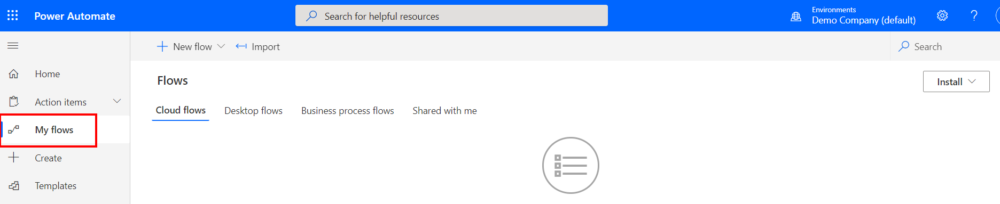 Power Automate
Search for helpful resources
Environments
Demo Company (default)
?
New flow
Import
Search
Home
Action items
My flows
Create
Templates
Flows
Install
Cloud flows Desktop flows Business process flows Shared with me